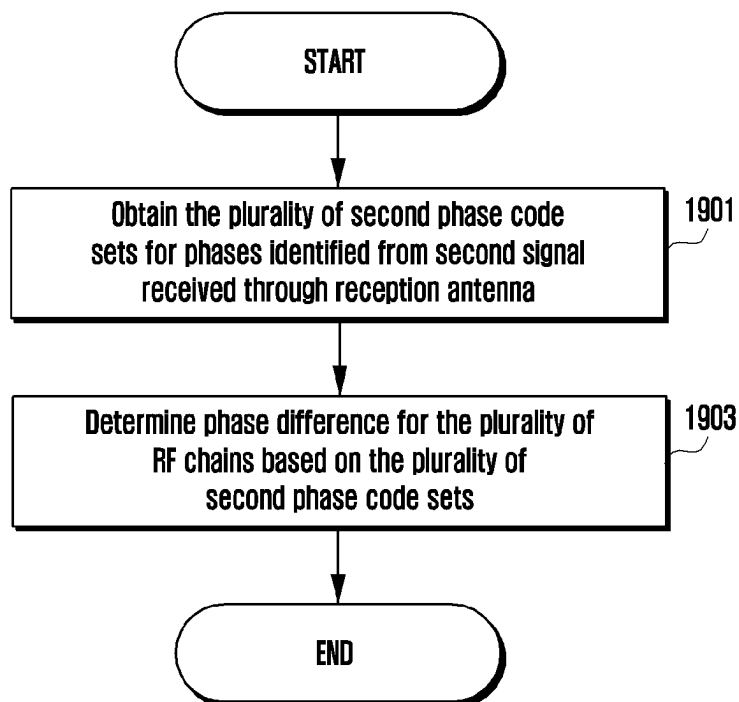 START
Obtain the plurality of second phase code
sets for phases identified from second signal
received through reception antenna
1901
Determine phase difference for the plurality of
RF chains based on the plurality of
second phase code sets
1903
END